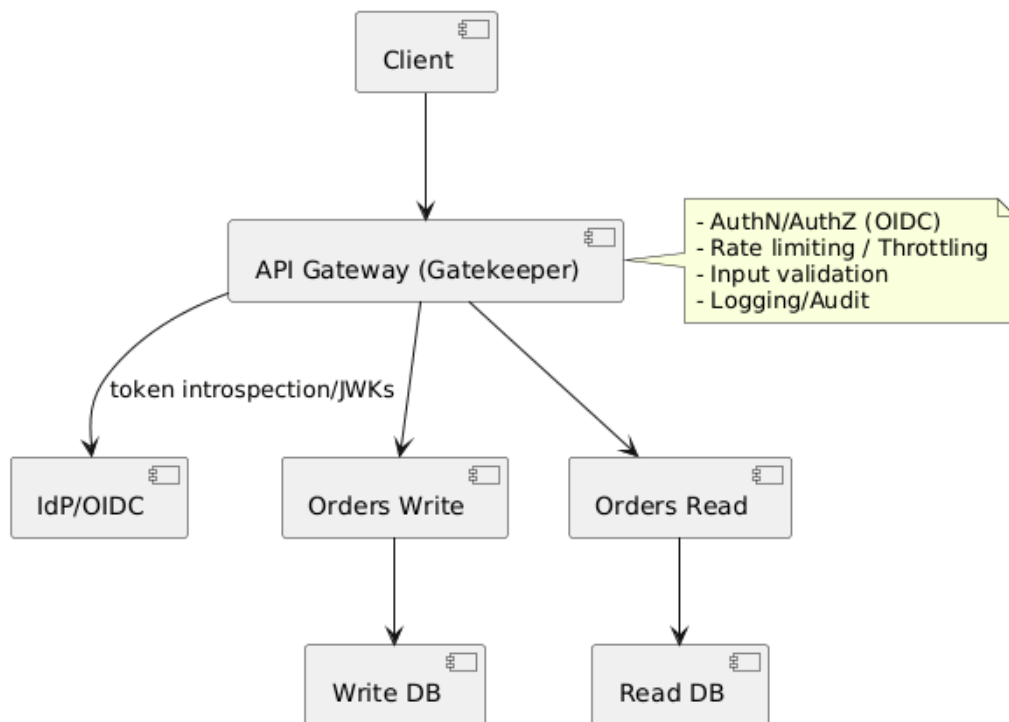 Client
API Gateway (Gatekeeper)
- AuthN/AuthZ (OIDC)
- Rate limiting / Throttling
- Input validation
- Logging/Audit
token introspection/JWKs
IdP/OIDC
Orders Write
Orders Read
Write DB
Read DB